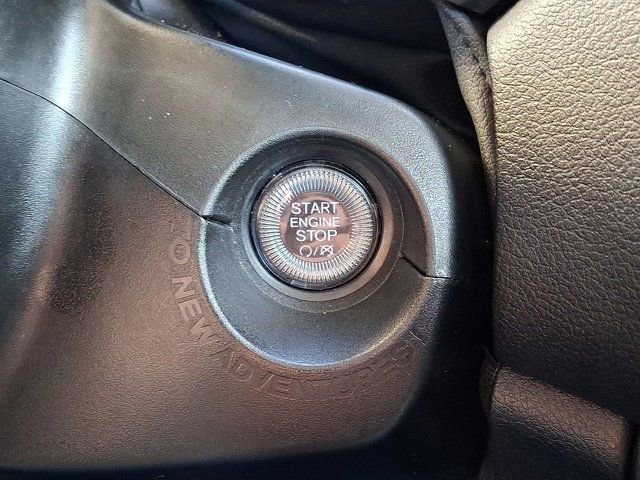 START
ENGINE
STOP
TO NEW ADVENTURES!